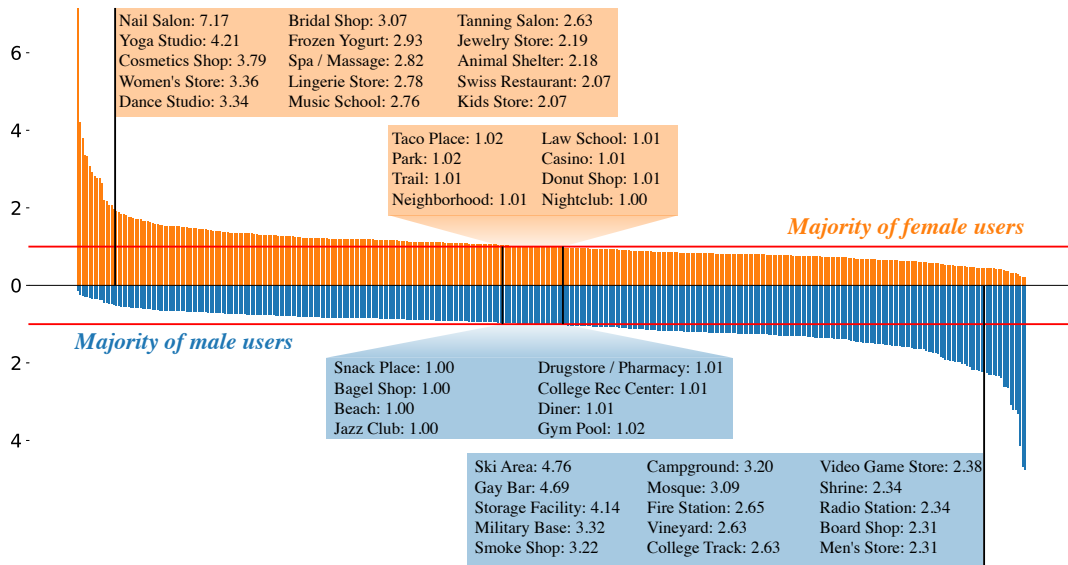 6
4
2
0
2
4
Nail Salon: 7.17 Bridal Shop: 3.07 Tanning Salon: 2.63
Yoga Studio: 4.21 Frozen Yogurt: 2.93 Jewelry Store: 2.19
Cosmetics Shop: 3.79 Spa / Massage: 2.82 Animal Shelter: 2.18
Women's Store: 3.36 Lingerie Store: 2.78 Swiss Restaurant: 2.07
Dance Studio: 3.34 Music School: 2.76 Kids Store: 2.07
Taco Place: 1.02 Law School: 1.01
Park: 1.02 Casino: 1.01
Trail: 1.01 Donut Shop: 1.01
Neighborhood: 1.01 Nightclub: 1.00
Majority of female users
Majority of male users
Snack Place: 1.00 Drugstore / Pharmacy: 1.01
Bagel Shop: 1.00 College Rec Center: 1.01
Beach: 1.00 Diner: 1.01
Jazz Club: 1.00 Gym Pool: 1.02
Ski Area: 4.76 Campground: 3.20 Video Game Store: 2.38
Gay Bar: 4.69 Mosque: 3.09 Shrine: 2.34
Storage Facility: 4.14 Fire Station: 2.65 Radio Station: 2.34
Military Base: 3.32 Vineyard: 2.63 Board Shop: 2.31
Smoke Shop: 3.22 College Track: 2.63 Men's Store: 2.31